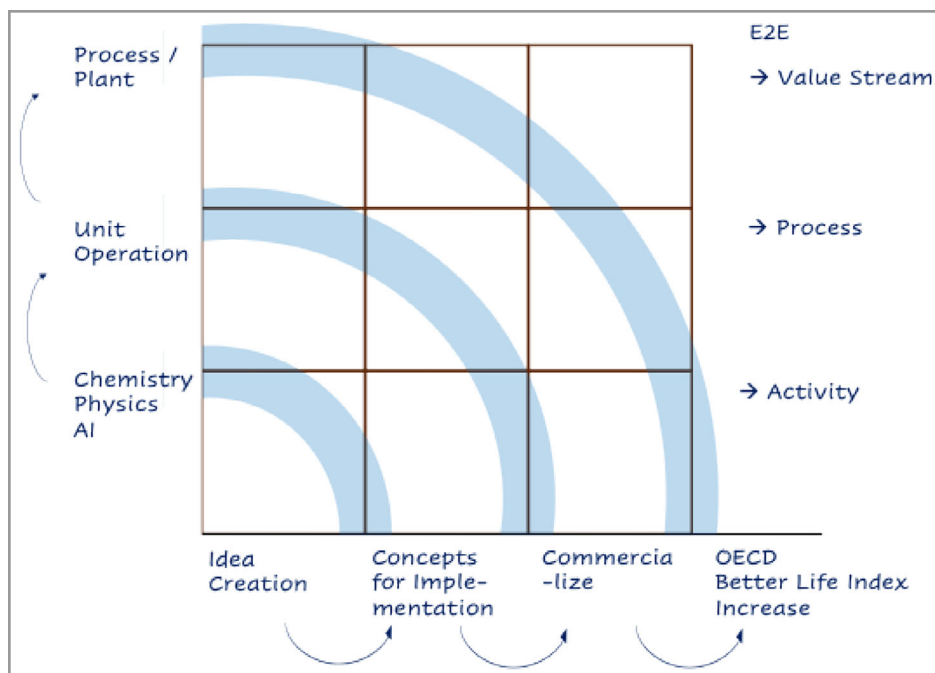 E2E
Process /
Plant
→ Value Stream
Unit
Operation
→ Process
Chemistry
Physics
AI
→ Activity
Idea
Creation
Concepts
for Imple-
mentation
Commercia
-lize
OECD
Better Life Index
Increase